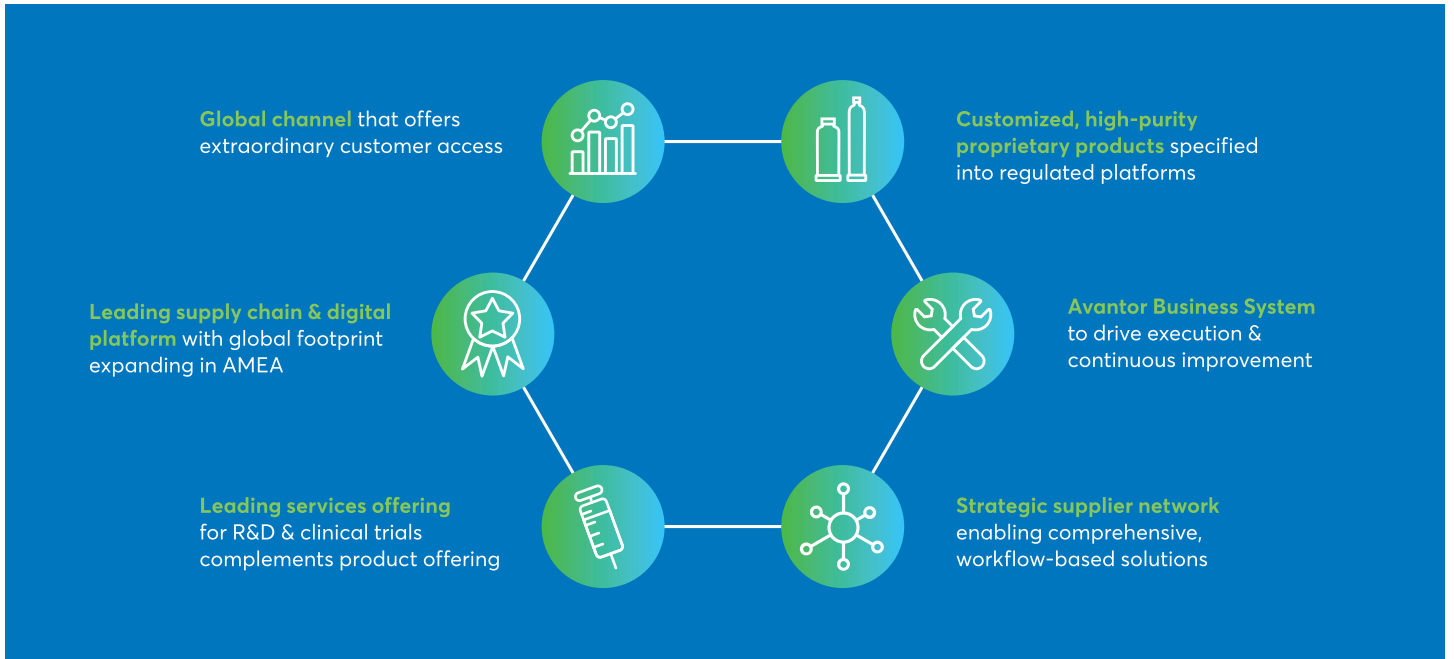 Global channel that offers
extraordinary customer access
Customized, high-purity
proprietary products specified
into regulated platforms
Leading supply chain & digital
platform with global footprint
expanding in AMEA
Avantor Business System
to drive execution &
continuous improvement
Leading services offering
for R&D & clinical trials
complements product offering
Strategic supplier network
enabling comprehensive,
workflow-based solutions